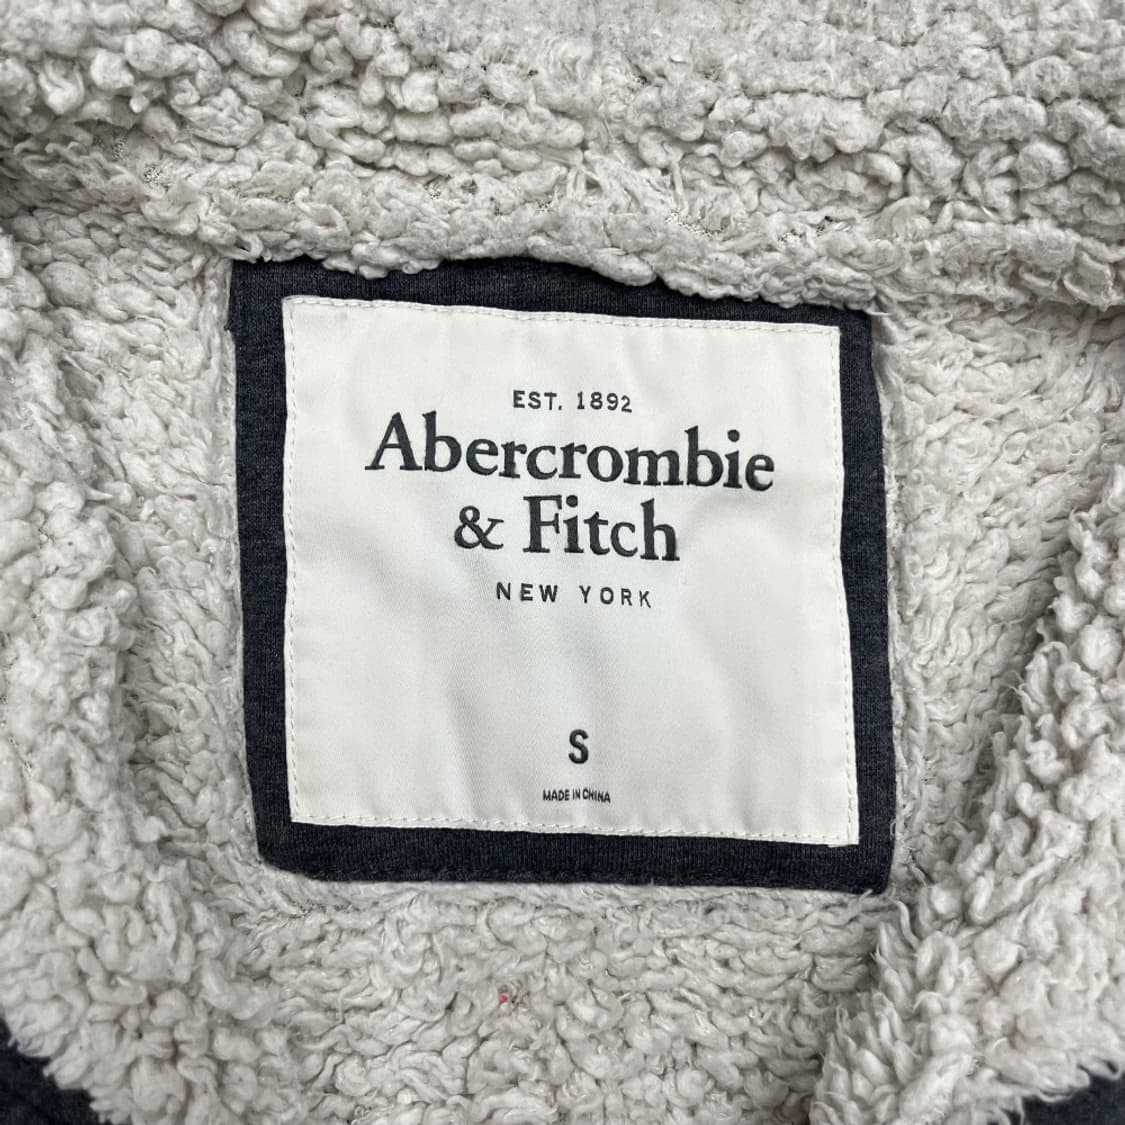 EST. 1892
Abercrombie
& Fitch
NEW YORK
S
MADE IN CHINA